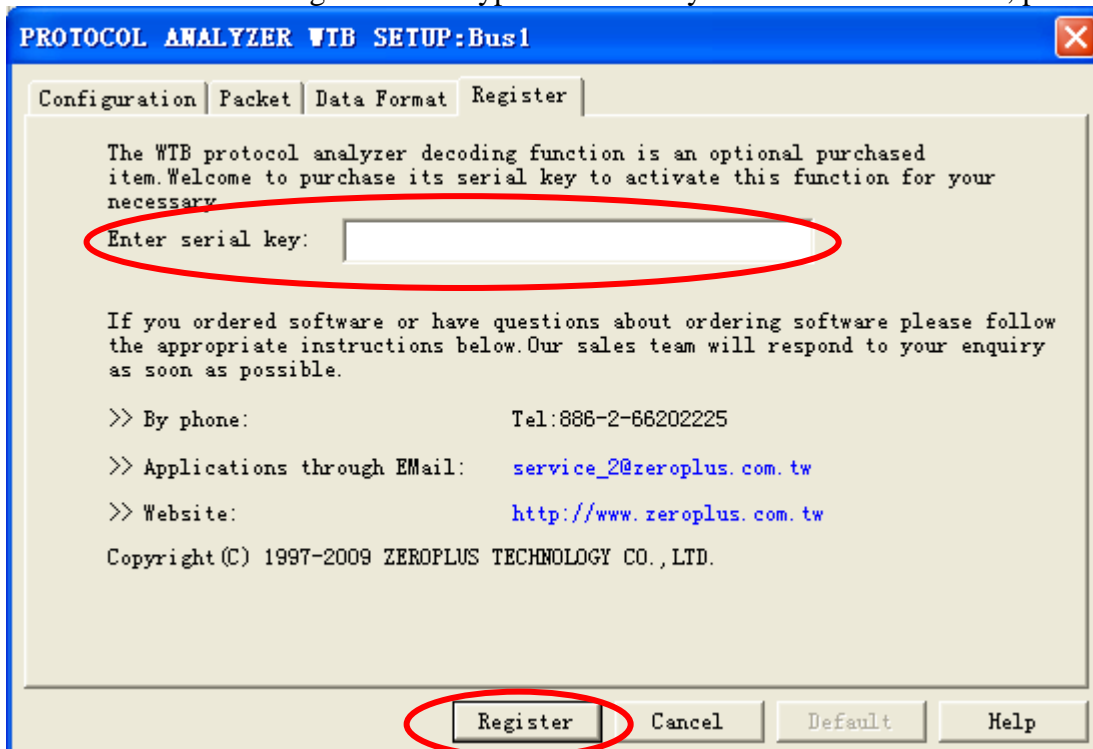 PROTOCOL ANALYZER WTB SETUP:Bus1
Configuration Packet Data Format Register
The WTB protocol analyzer decoding function is an optional purchased
item.Welcome to purchase its serial key to activate this function for your
necessary
Enter serial key:
If you ordered software or have questions about ordering software please follow
the appropriate instructions below.Our sales team will respond to your enquiry
as soon as possible.
>> By phone: Tel:886-2-66202225
>> Applications through EMail: service_2@zeroplus.com.tw
>> Website: http://www.zeroplus.com.tw
Copyright(C) 1997-2009 ZEROPLUS TECHNOLOGY CO.,LTD.
Register Cancel Default Help